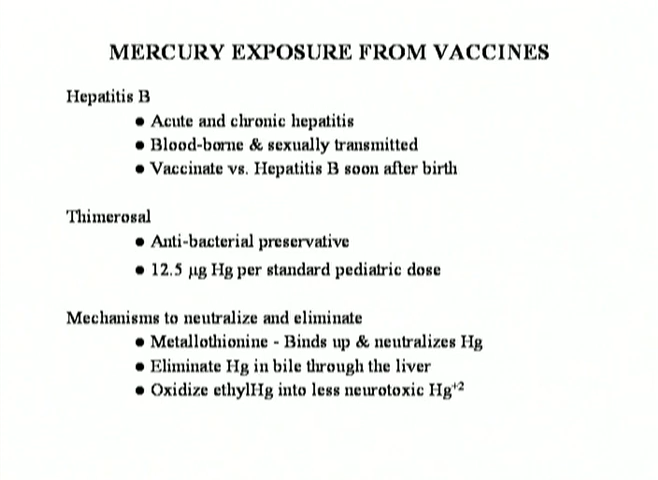 MERCURY EXPOSURE FROM VACCINES
Hepatitis B
● Acute and chronic hepatitis
● Blood-borne & sexually transmitted
● Vaccinate vs. Hepatitis B soon after birth
Thimerosal
● Anti-bacterial preservative
● 12.5 µg Hg per standard pediatric dose
Mechanisms to neutralize and eliminate
● Metallothionine - Binds up & neutralizes Hg
● Eliminate Hg in bile through the liver
● Oxidize ethylHg into less neurotoxic Hg⁺²